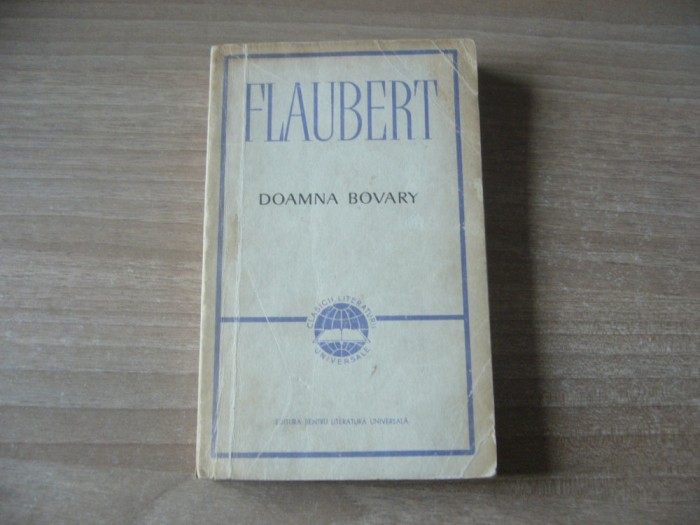 FLAUBERT
DOAMNA BOVARY
CLASICII LITERATURII
UNIVERSALE
EDITURA PENTRU LITERATURĂ UNIVERSALĂ